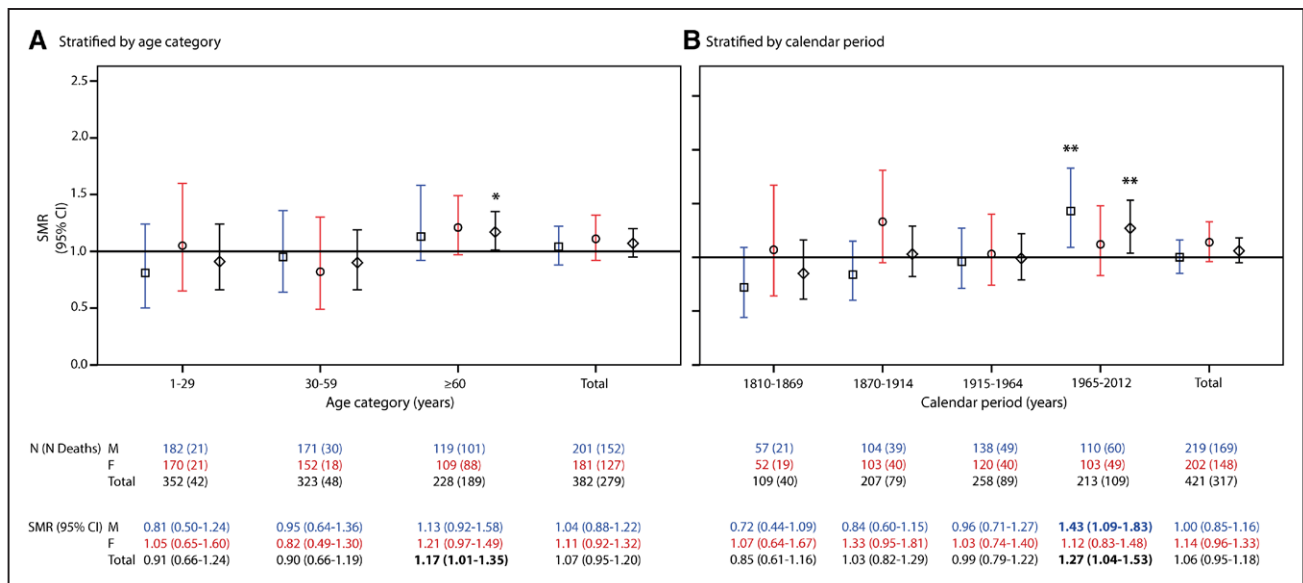 A Stratified by age category
2.5
2.0
1.5
1.0
0.5
0.0
SMR
(95% CI)
*
1-29 30-59 ≥60 Total
Age category (years)
B Stratified by calendar period
**
**
1810-1869 1870-1914 1915-1964 1965-2012 Total
Calendar period (years)
N (N Deaths) M 182 (21) 171 (30) 119 (101) 201 (152) 57 (21) 104 (39) 138 (49) 110 (60) 219 (169)
F 170 (21) 152 (18) 109 (88) 181 (127) 52 (19) 103 (40) 120 (40) 103 (49) 202 (148)
Total 352 (42) 323 (48) 228 (189) 382 (279) 109 (40) 207 (79) 258 (89) 213 (109) 421 (317)
SMR (95% CI) M 0.81 (0.50-1.24) 0.95 (0.64-1.36) 1.13 (0.92-1.58) 1.04 (0.88-1.22) 0.72 (0.44-1.09) 0.84 (0.60-1.15) 0.96 (0.71-1.27) 1.43 (1.09-1.83) 1.00 (0.85-1.16)
F 1.05 (0.65-1.60) 0.82 (0.49-1.30) 1.21 (0.97-1.49) 1.11 (0.92-1.32) 1.07 (0.64-1.67) 1.33 (0.95-1.81) 1.03 (0.74-1.40) 1.12 (0.83-1.48) 1.14 (0.96-1.33)
Total 0.91 (0.66-1.24) 0.90 (0.66-1.19) 1.17 (1.01-1.35) 1.07 (0.95-1.20) 0.85 (0.61-1.16) 1.03 (0.82-1.29) 0.99 (0.79-1.22) 1.27 (1.04-1.53) 1.06 (0.95-1.18)